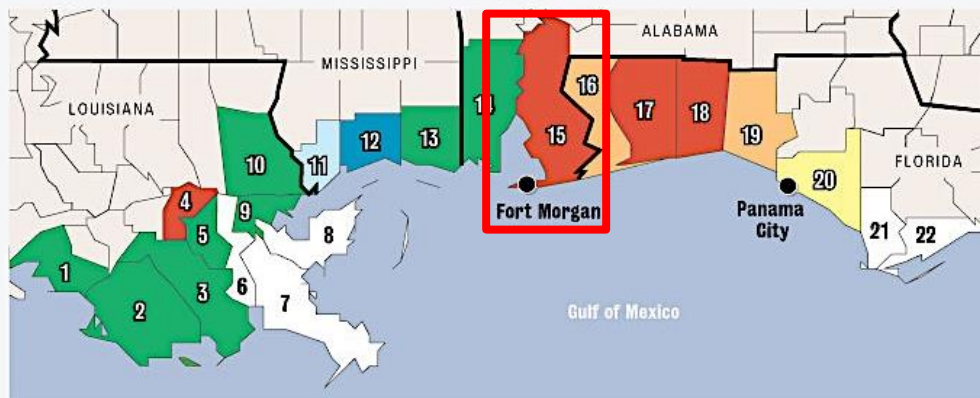 ALABAMA
MISSISSIPPI
LOUISIANA
14
16
17
18
15
12
13
11
10
19
FLORIDA
20
4
9
5
8
Fort Morgan
Panama
City
21
22
1
6
3
7
2
Gulf of Mexico